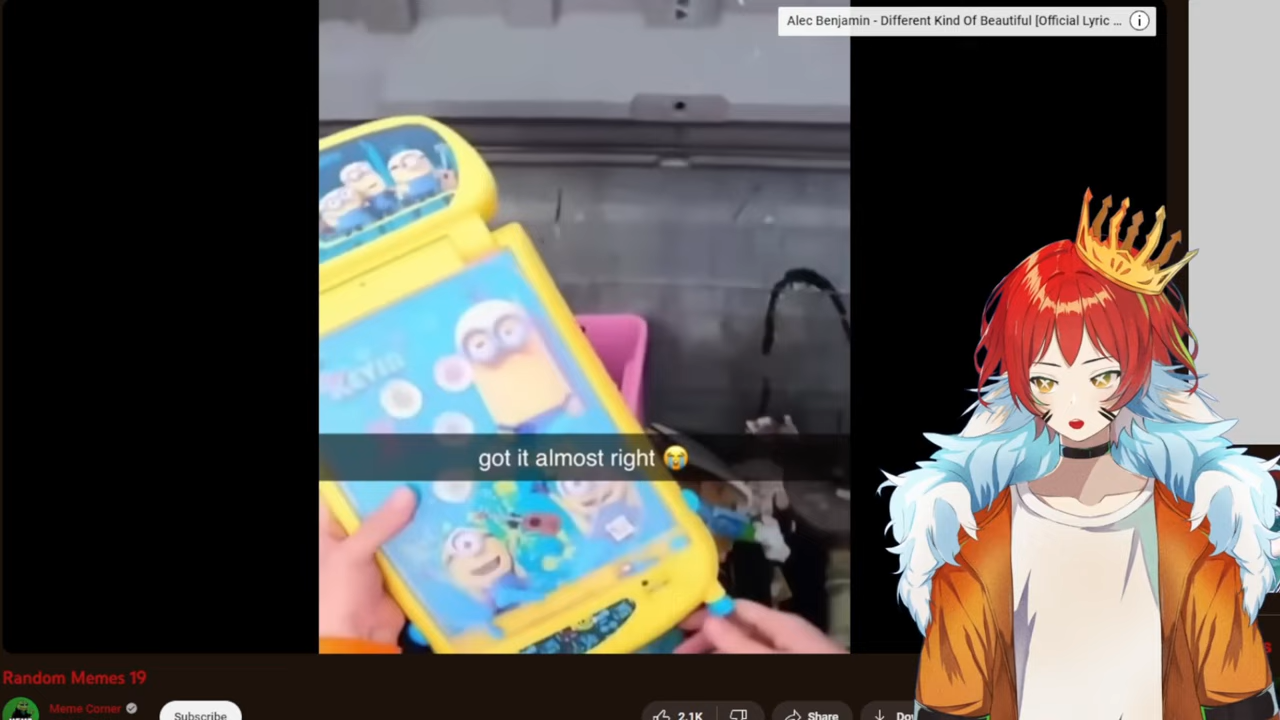 Alec Benjamin - Different Kind Of Beautiful [Official Lyric ...
KEVIN
got it almost right 😭
Random Memes 19
Meme Corner
Subscribe
2.1K
Share
Dow